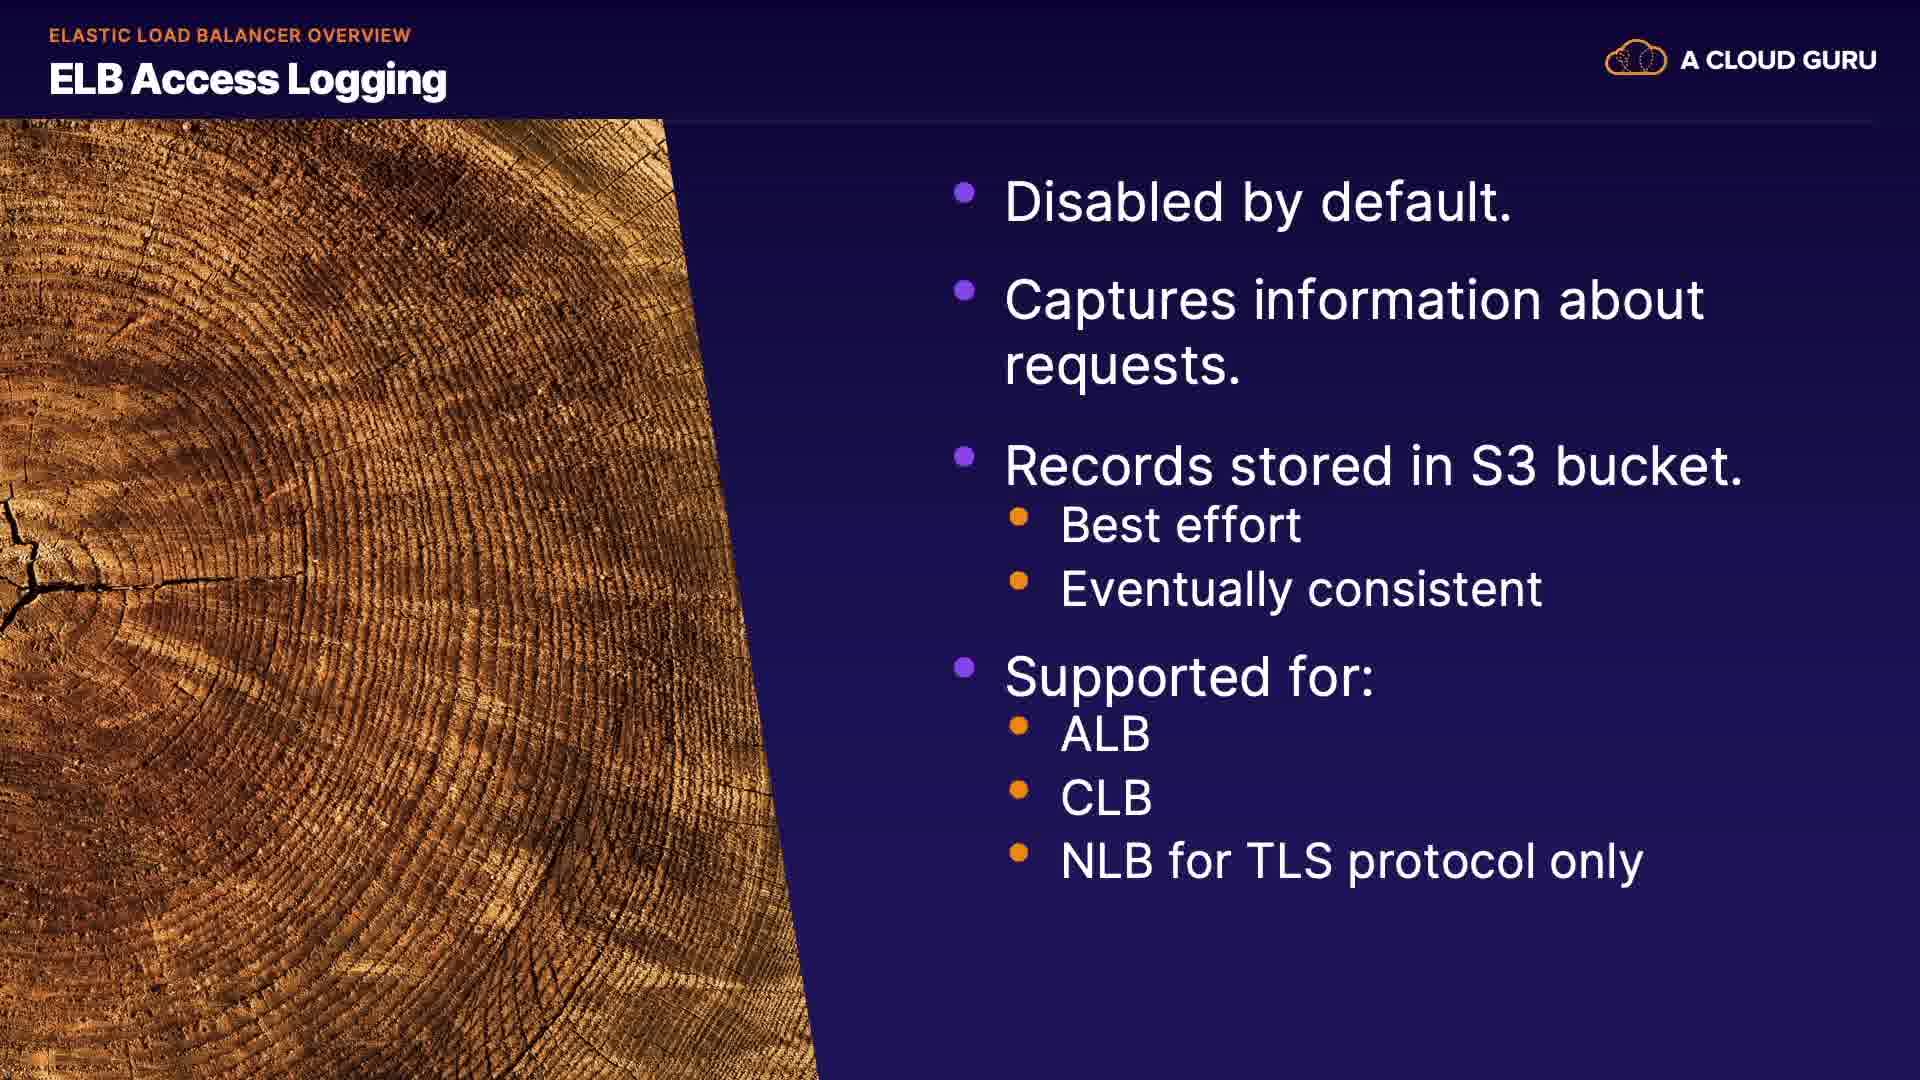 ELASTIC LOAD BALANCER OVERVIEW
ELB Access Logging
A CLOUD GURU
Disabled by default.
Captures information about
requests.
Records stored in S3 bucket.
Best effort
Eventually consistent
Supported for:
ALB
CLB
NLB for TLS protocol only